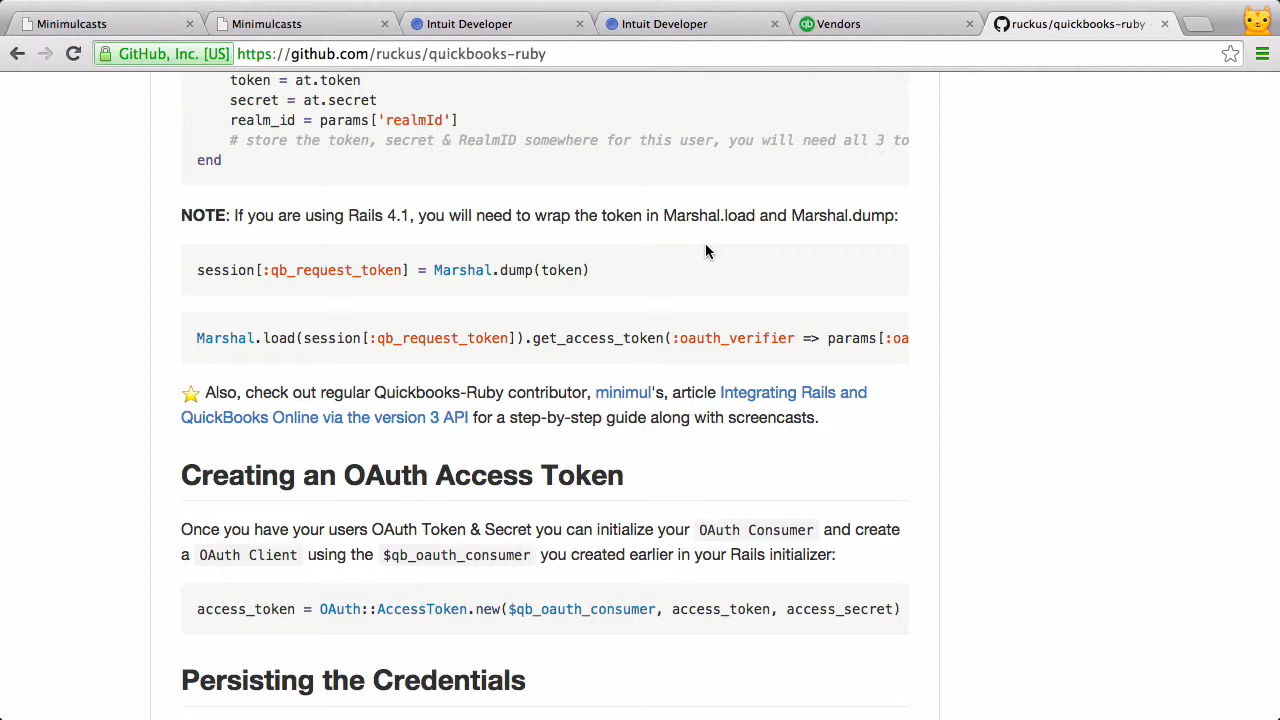 Minimulcasts
Minimulcasts
Intuit Developer
Intuit Developer
Vendors
ruckus/quickbooks-ruby
GitHub, Inc. [US] https://github.com/ruckus/quickbooks-ruby
token = at.token
secret = at.secret
realm_id = params['realmId']
# store the token, secret & RealmID somewhere for this user, you will need all 3 to
end
NOTE: If you are using Rails 4.1, you will need to wrap the token in Marshal.load and Marshal.dump:
session[:qb_request_token] = Marshal.dump(token)
Marshal.load(session[:qb_request_token]).get_access_token(:oauth_verifier => params[:oa
Also, check out regular Quickbooks-Ruby contributor, minimul's, article Integrating Rails and
QuickBooks Online via the version 3 API for a step-by-step guide along with screencasts.
Creating an OAuth Access Token
Once you have your users OAuth Token & Secret you can initialize your OAuth Consumer and create
a OAuth Client using the $qb_oauth_consumer you created earlier in your Rails initializer:
access_token = OAuth::AccessToken.new($qb_oauth_consumer, access_token, access_secret)
Persisting the Credentials